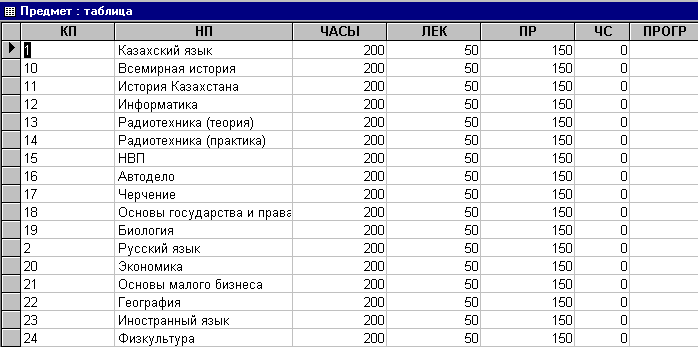 Предмет : таблица
КП НП ЧАСЫ ЛЕК ПР ЧС ПРОГР
1 Казахский язык 200 50 150 0
10 Всемирная история 200 50 150 0
11 История Казахстана 200 50 150 0
12 Информатика 200 50 150 0
13 Радиотехника (теория) 200 50 150 0
14 Радиотехника (практика) 200 50 150 0
15 НВП 200 50 150 0
16 Автодело 200 50 150 0
17 Черчение 200 50 150 0
18 Основы государства и права 200 50 150 0
19 Биология 200 50 150 0
2 Русский язык 200 50 150 0
20 Экономика 200 50 150 0
21 Основы малого бизнеса 200 50 150 0
22 География 200 50 150 0
23 Иностранный язык 200 50 150 0
24 Физкультура 200 50 150 0